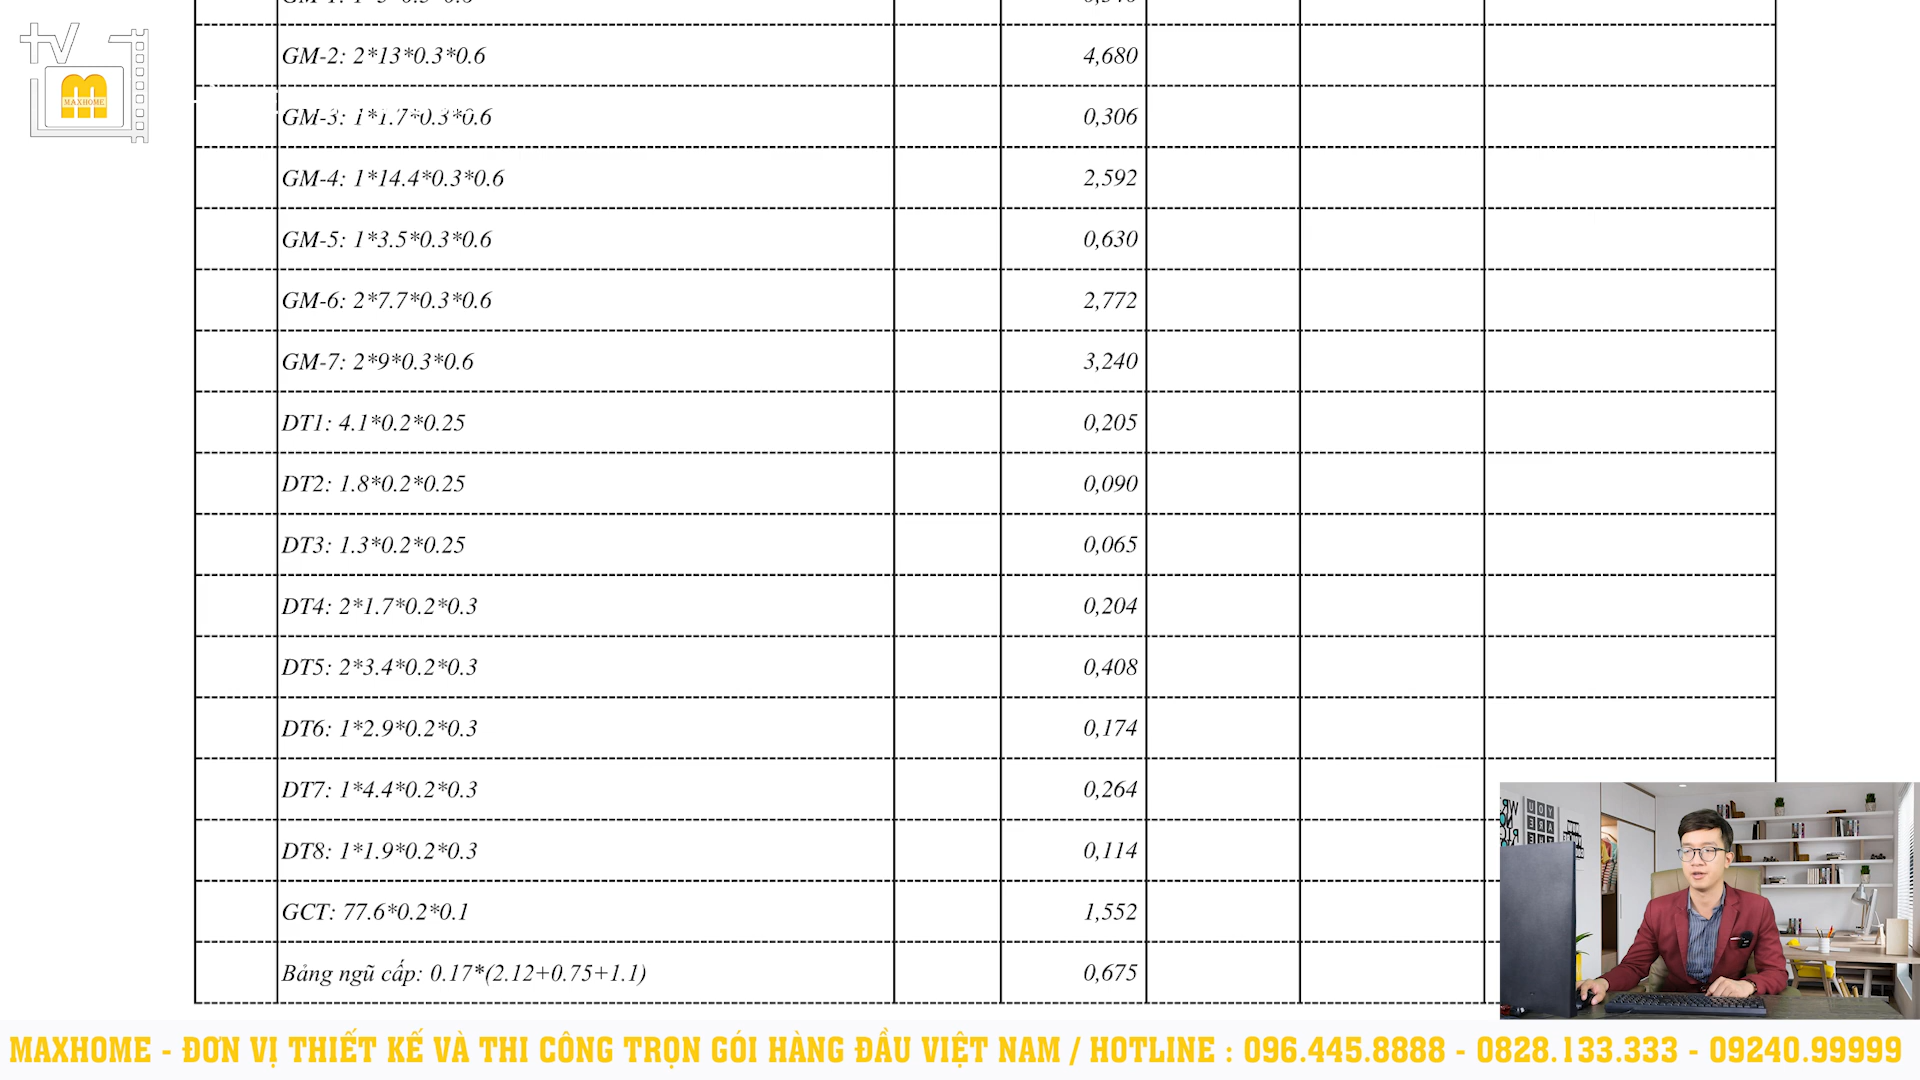 GM-2: 2*13*0.3*0.6 4,680
GM-3: 1*1.7*0.3*0.6 0,306
GM-4: 1*14.4*0.3*0.6 2,592
GM-5: 1*3.5*0.3*0.6 0,630
GM-6: 2*7.7*0.3*0.6 2,772
GM-7: 2*9*0.3*0.6 3,240
DT1: 4.1*0.2*0.25 0,205
DT2: 1.8*0.2*0.25 0,090
DT3: 1.3*0.2*0.25 0,065
DT4: 2*1.7*0.2*0.3 0,204
DT5: 2*3.4*0.2*0.3 0,408
DT6: 1*2.9*0.2*0.3 0,174
DT7: 1*4.4*0.2*0.3 0,264
DT8: 1*1.9*0.2*0.3 0,114
GCT: 77.6*0.2*0.1 1,552
Bảng ngũ cấp: 0.17*(2.12+0.75+1.1) 0,675
tv
MAXHOME
MAXHOME - ĐƠN VỊ THIẾT KẾ VÀ THI CÔNG TRỌN GÓI HÀNG ĐẦU VIỆT NAM / HOTLINE : 096.445.8888 - 0828.133.333 - 09240.99999